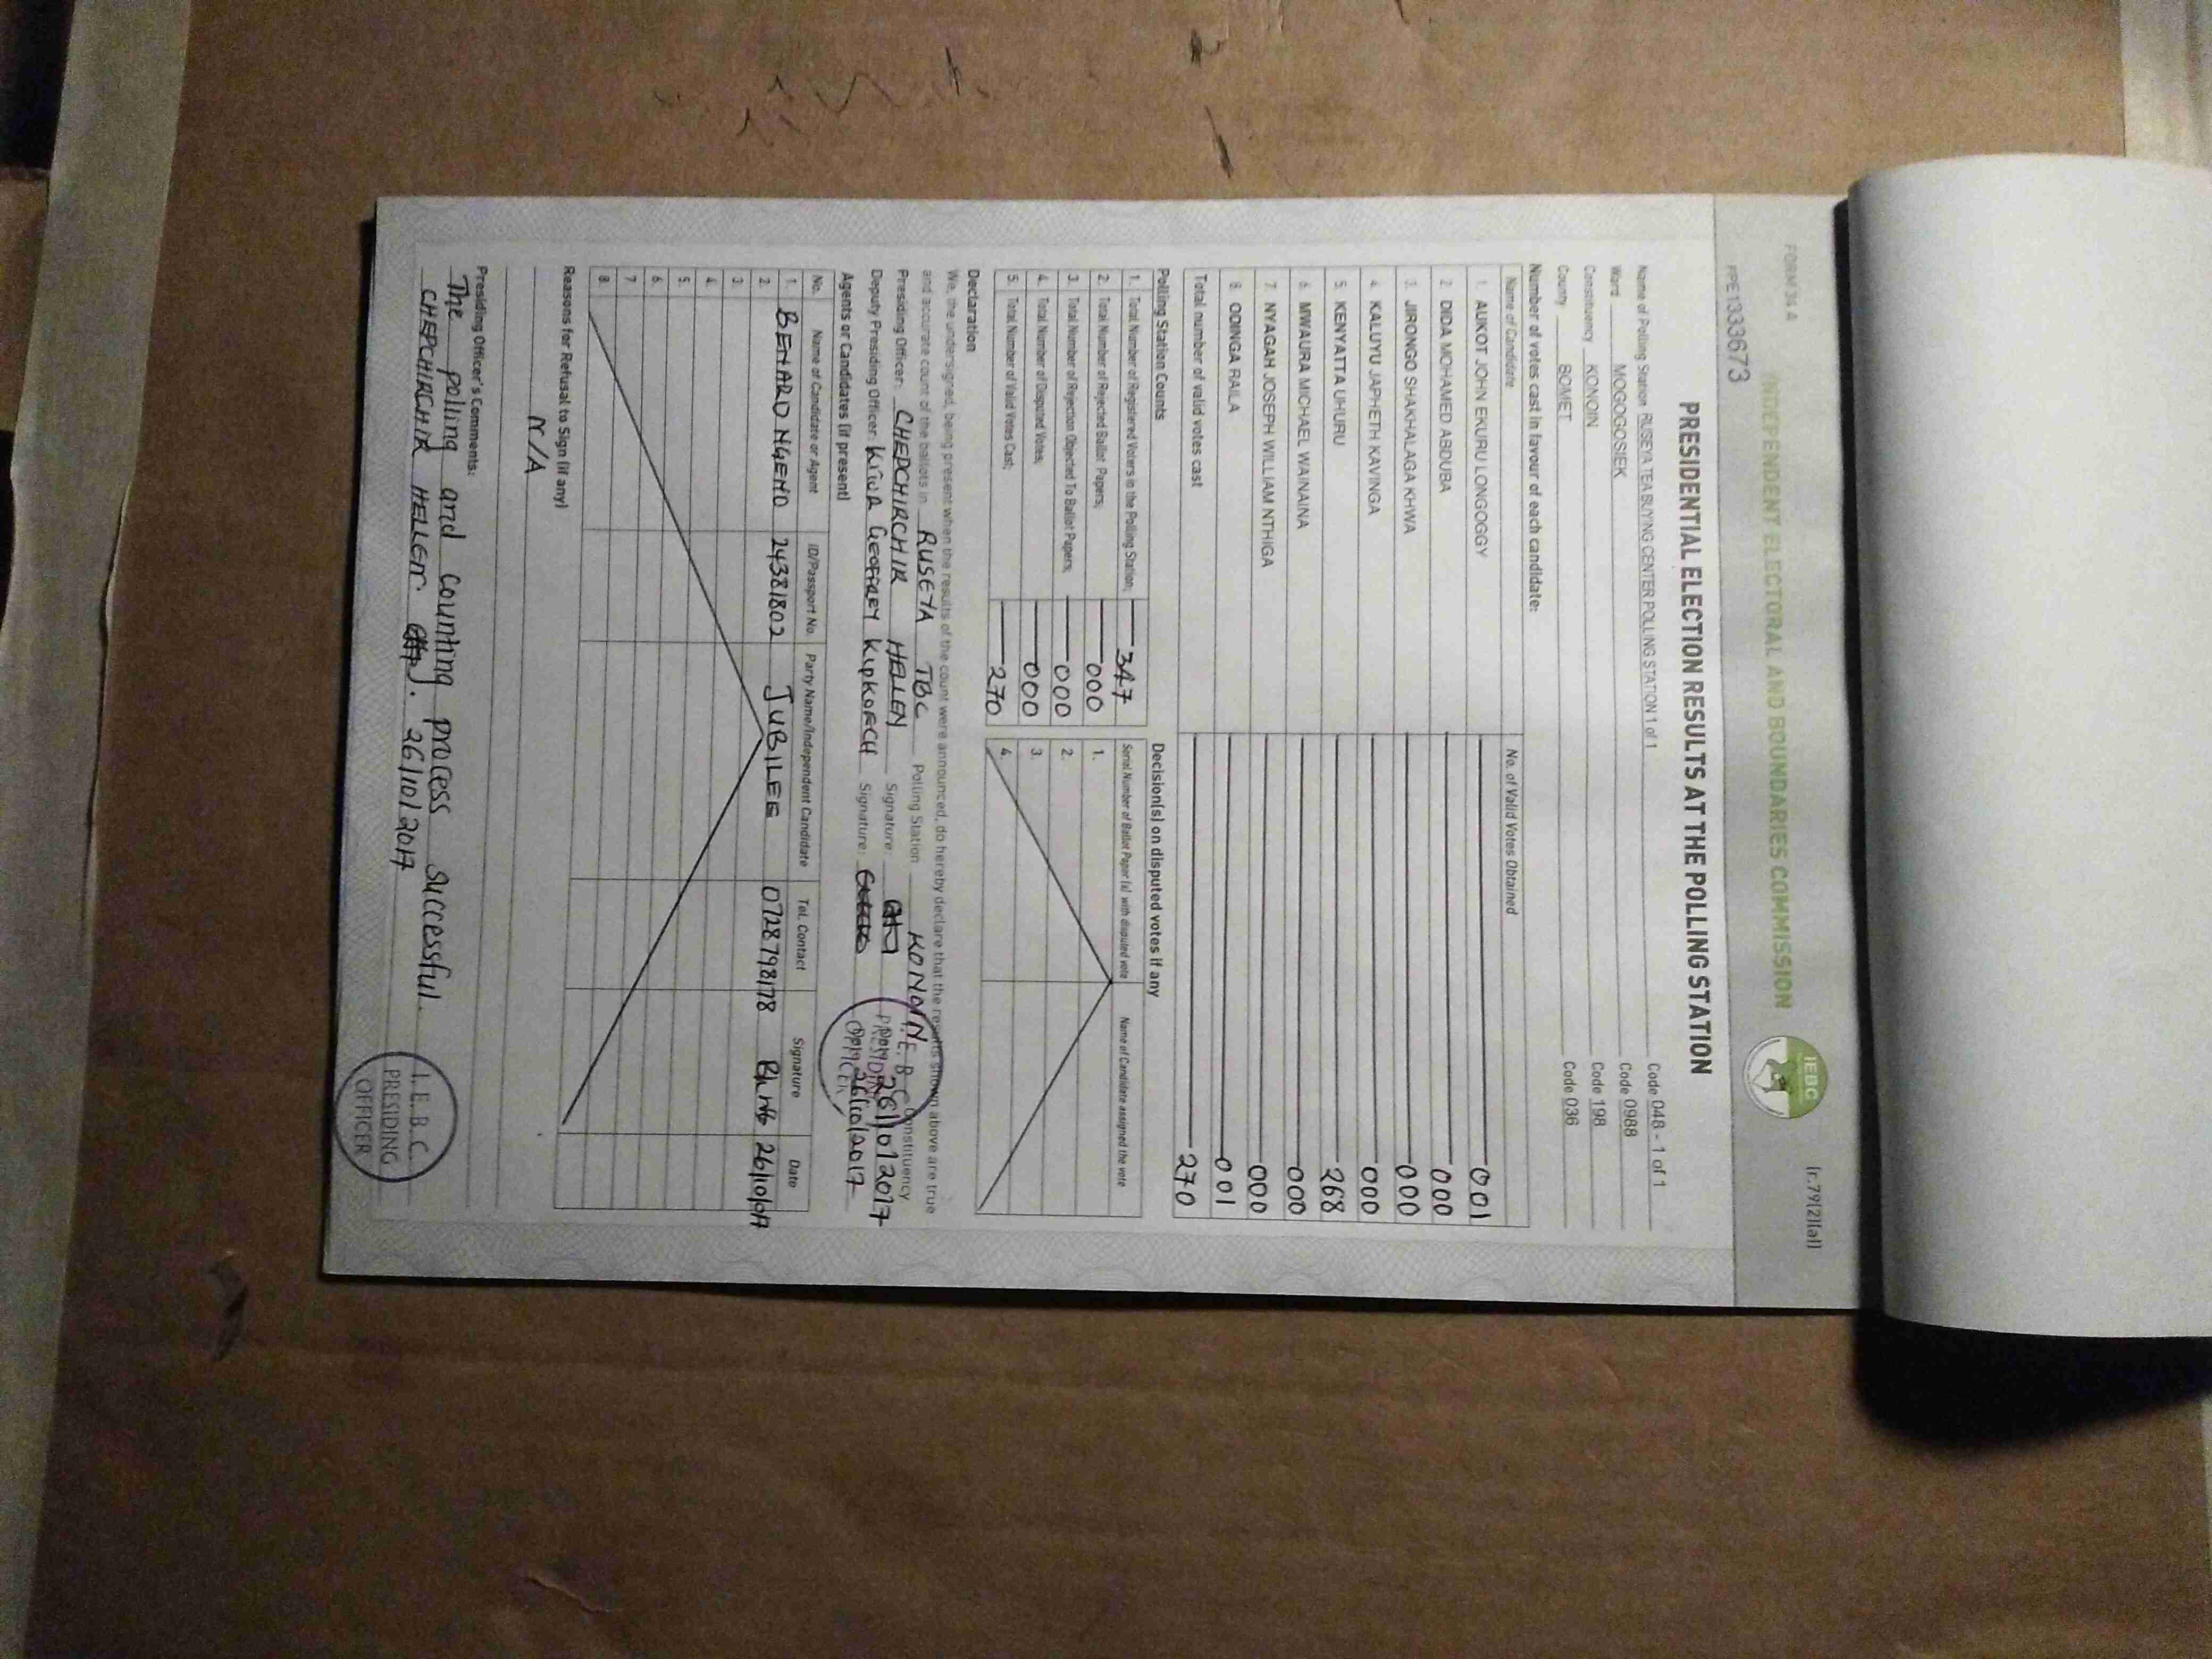 FORM 34 A
(r.79(2)(a))
INDEPENDENT ELECTORAL AND BOUNDARIES COMMISSION
IEBC
PPE1333673
PRESIDENTIAL ELECTION RESULTS AT THE POLLING STATION
Name of Polling Station RUSEYA TEA BUYING CENTER POLLING STATION 1 of 1 Code 048 - 1 of 1
Ward MOGOGOSIEK Code 0988
Constituency KONOIN Code 198
County BOMET Code 036
Number of votes cast in favour of each candidate:
Name of Candidate No. of Valid Votes Obtained
1. AUKOT JOHN EKURU LONGOGGY 001
2. DIDA MOHAMED ABDUBA 000
3. JIRONGO SHAKHALAGA KHWA 000
4. KALUYU JAPHETH KAVINGA 000
5. KENYATTA UHURU 268
6. MWAURA MICHAEL WAINAINA 000
7. NYAGAH JOSEPH WILLIAM NTHIGA 000
8. ODINGA RAILA 001
Total number of valid votes cast 270
Polling Station Counts
1. Total Number of Registered Voters in the Polling Station; 347
2. Total Number of Rejected Ballot Papers; 000
3. Total Number of Rejection Objected To Ballot Papers; 000
4. Total Number of Disputed Votes; 000
5. Total Number of Valid Votes Cast; 270
Decision(s) on disputed votes if any
Serial Number of Ballot Paper (s) with disputed vote Name of Candidate assigned the vote
1.
2.
3.
4.
Declaration
We, the undersigned, being present when the results of the count were announced, do hereby declare that the results shown above are true
and accurate count of the ballots in RUSEYA TBC Polling Station KONOIN Constituency
Presiding Officer: CHEPCHIRCHIR HELLEN Signature 26/10/2017
Deputy Presiding Officer: KIRUI GEOFFREY KIPKOECH Signature 26/10/2017
I.E.B.C
PRESIDING
OFFICER
Agents or Candidates (if present)
No. Name of Candidate or Agent ID/Passport No. Party Name/Independent Candidate Tel. Contact Signature Date
1. BENARD NGENO 24381802 JUBILEE 0728798178 26/10/017
2.
3.
4.
5.
6.
7.
8.
Reasons for Refusal to Sign (if any)
N/A
Presiding Officer's Comments:
The polling and counting process successful.
CHEPCHIRCHIR HELLEN. 26/10/2017
I.E.B.C.
PRESIDING
OFFICER